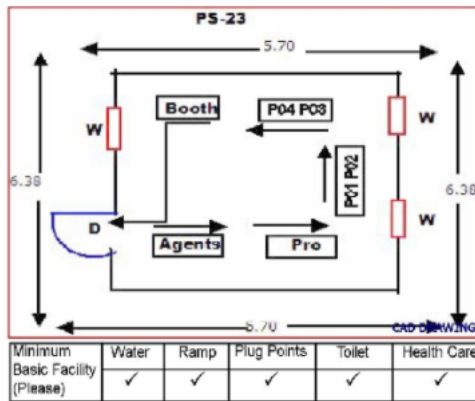 PS-23
5.70
Booth
P04 P03
W
W
6.38
P01 P02
6.38
W
D
Agents
Pro
5.70
CAD DRAWING
Minimum Basic Facility (Please) Water Ramp Plug Points Toilet Health Care
✓ ✓ ✓ ✓ ✓